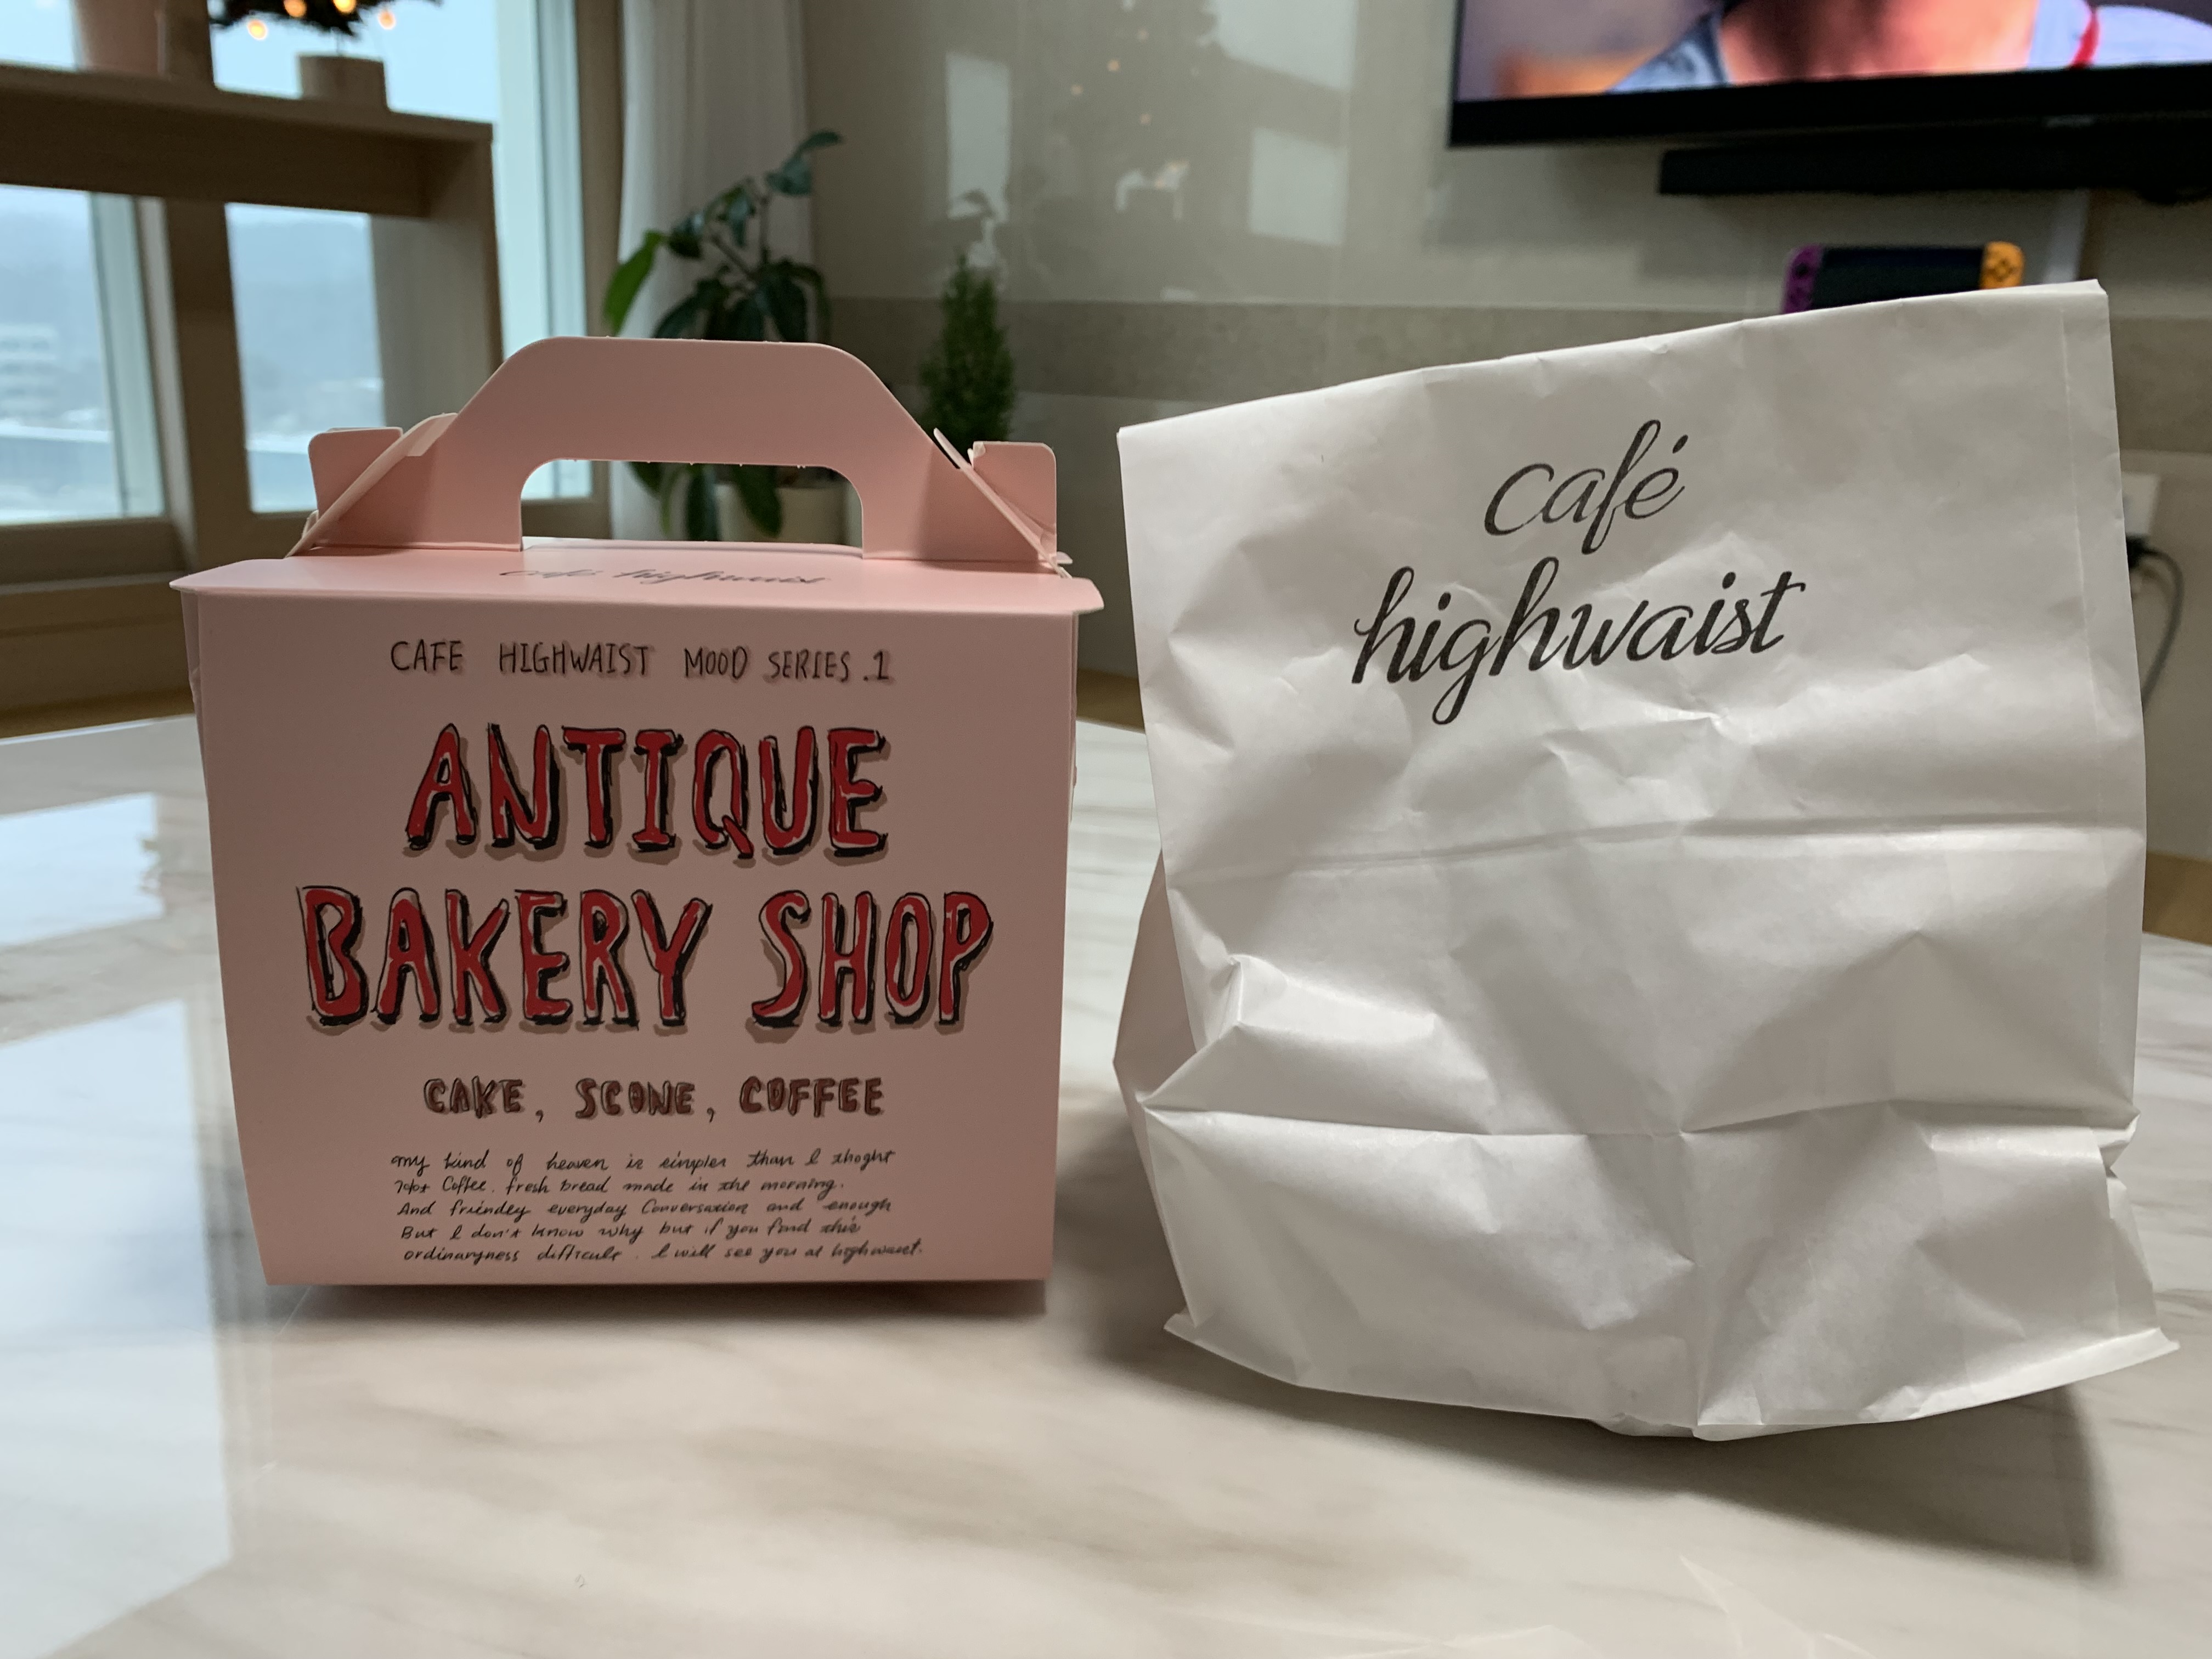 café highwaist
CAFE HIGHWAIST MOOD SERIES .1
ANTIQUE
BAKERY SHOP
CAKE, SCONE, COFFEE
my kind of heaven is simpler than I thoght
Coffee. fresh bread made in the morning.
And friendly everyday Conversation and enough
But I don't know why but if you find this
ordinaryness difficult. I will see you at highwaist.
café
highwaist